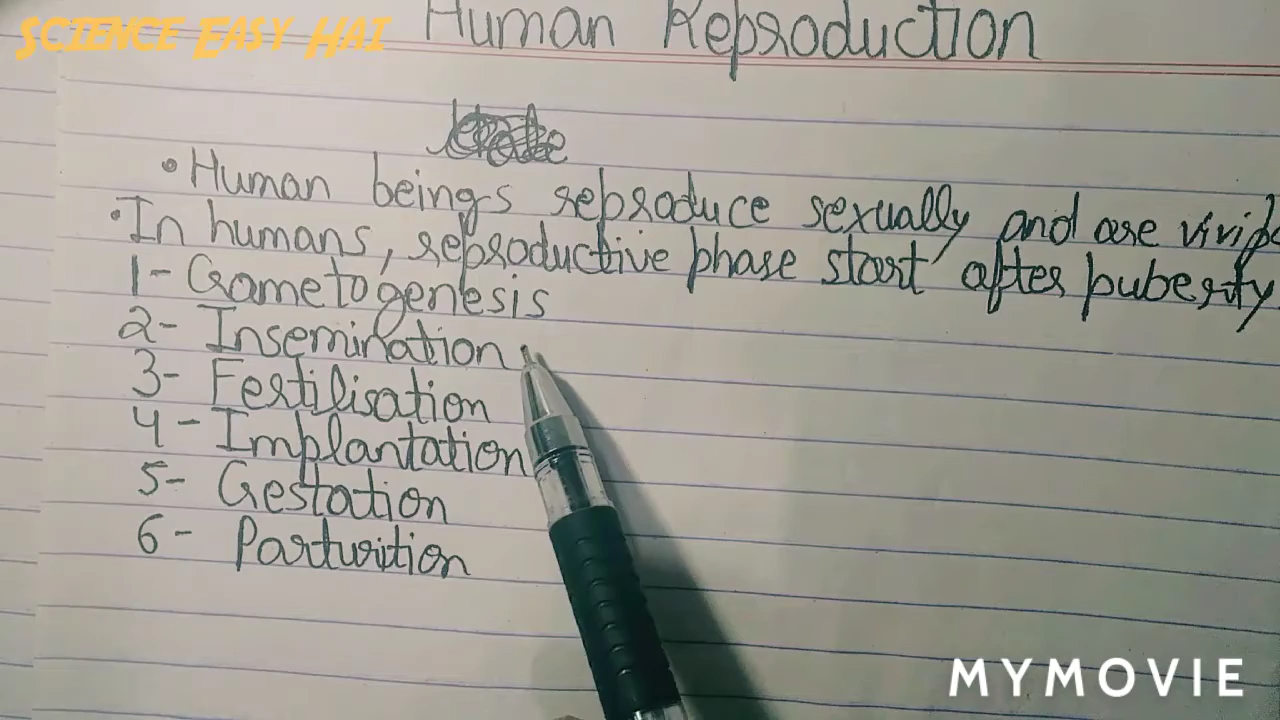 SCIENCE EASY HAI
Human Reproduction
• Human beings reproduce sexually and are vivip
• In humans, reproductive phase start after puberty
1- Gametogenesis
2- Insemination
3- Fertilisation
4- Implantation
5- Gestation
6- Parturition
MYMOVIE